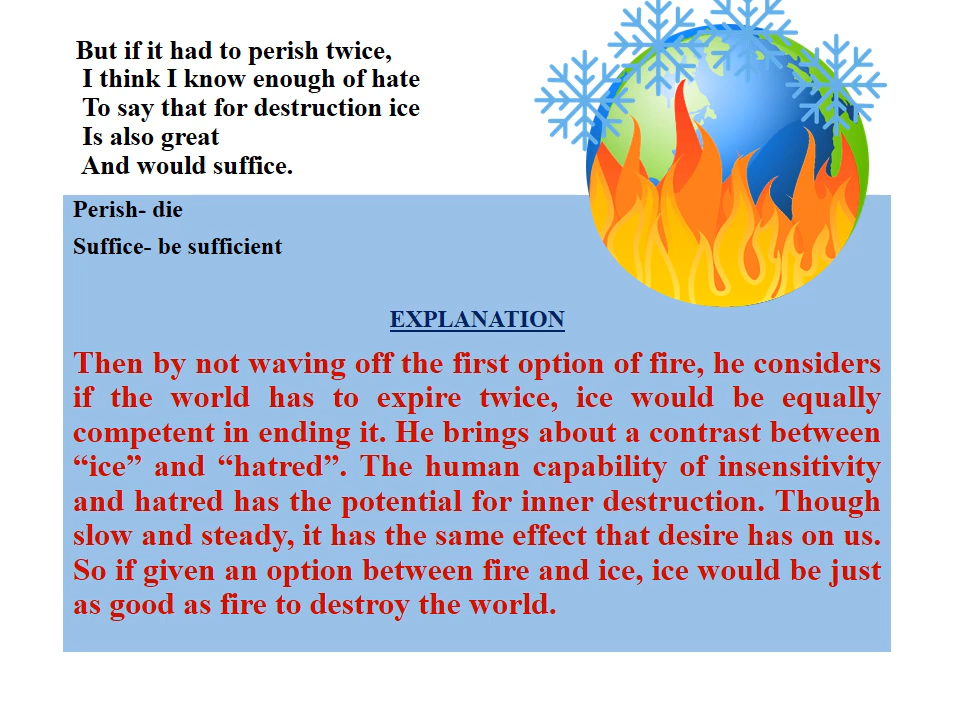 But if it had to perish twice,
I think I know enough of hate
To say that for destruction ice
Is also great
And would suffice.
Perish- die
Suffice- be sufficient
EXPLANATION
Then by not waving off the first option of fire, he considers
if the world has to expire twice, ice would be equally
competent in ending it. He brings about a contrast between
“ice” and “hatred”. The human capability of insensitivity
and hatred has the potential for inner destruction. Though
slow and steady, it has the same effect that desire has on us.
So if given an option between fire and ice, ice would be just
as good as fire to destroy the world.